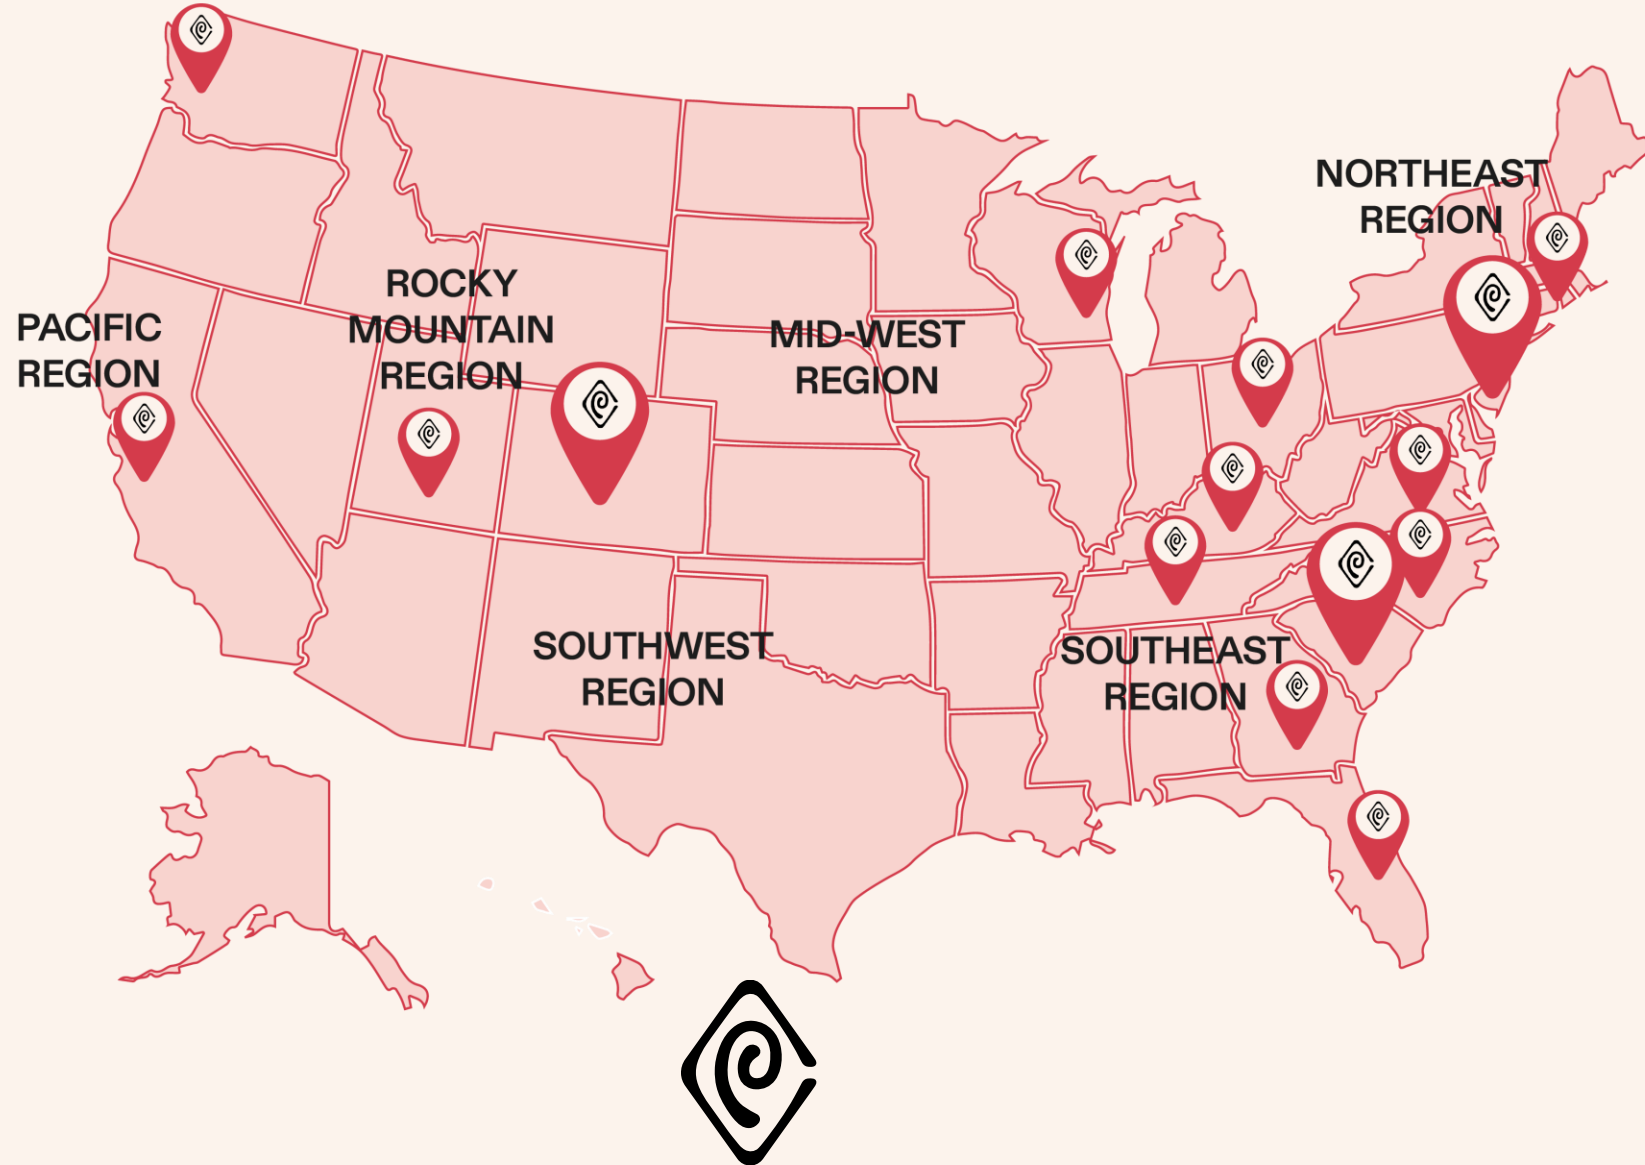 NORTHEAST
REGION
ROCKY
MOUNTAIN
REGION
PACIFIC
REGION
MID-WEST
REGION
SOUTHWEST
REGION
SOUTHEAST
REGION